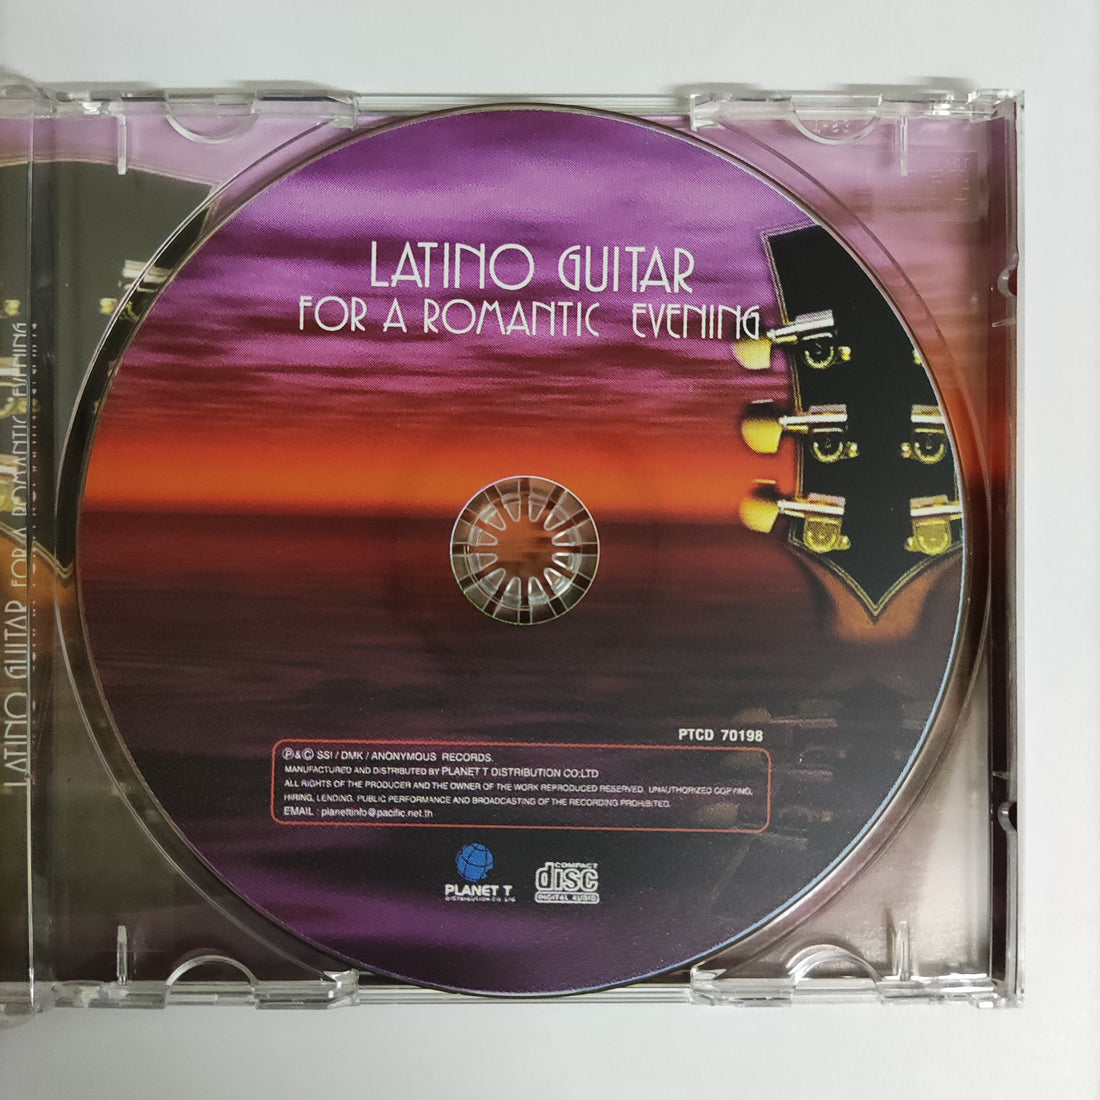 LATINO GUITAR
FOR A ROMANTIC EVENING
LATINO GUITAR FOR A ROMANTIC EVENING
PTCD 70198
Ⓟ&© SSI / DMK / ANONYMOUS RECORDS.
MANUFACTURED AND DISTRIBUTED BY PLANET T DISTRIBUTION CO:LTD
ALL RIGHTS OF THE PRODUCER AND THE OWNER OF THE WORK REPRODUCED RESERVED. UNAUTHORIZED COPYING,
HIRING, LENDING, PUBLIC PERFORMANCE AND BROADCASTING OF THE RECORDING PROHIBITED.
EMAIL : planettinfo@pacific.net.th
PLANET T
DISTRIBUTION CO. LTD
COMPACT
disc
DIGITAL AUDIO